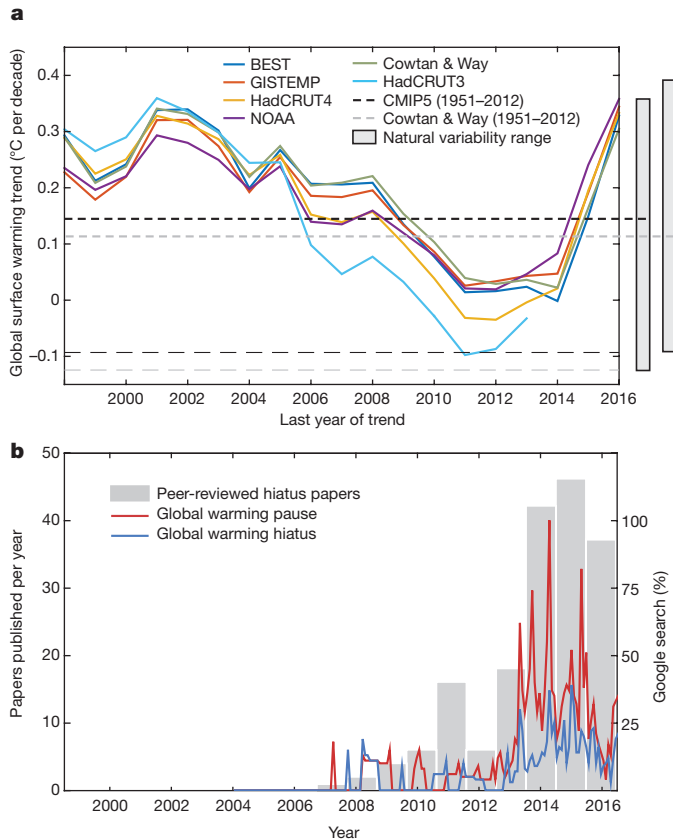 a
Global surface warming trend (°C per decade)
0.4
0.3
0.2
0.1
0
−0.1
BEST
GISTEMP
HadCRUT4
NOAA
Cowtan & Way
HadCRUT3
CMIP5 (1951–2012)
Cowtan & Way (1951–2012)
Natural variability range
2000 2002 2004 2006 2008 2010 2012 2014 2016
Last year of trend
b
Papers published per year
50
40
30
20
10
0
Peer-reviewed hiatus papers
Global warming pause
Global warming hiatus
100
75
50
25
Google search (%)
2000 2002 2004 2006 2008 2010 2012 2014 2016
Year